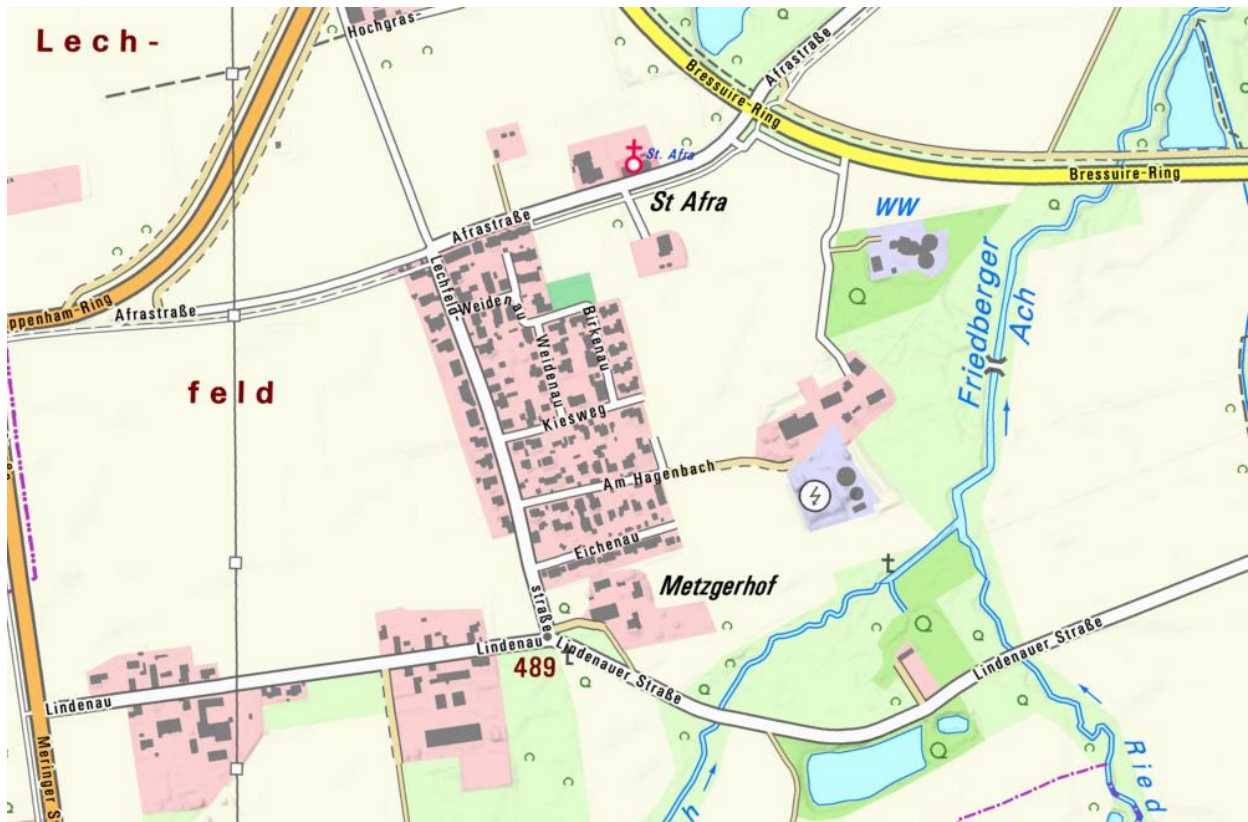 Lech-
Hochgras
Afrastraße
Bressuire-Ring
St. Afra
Bressuire-Ring
St Afra
WW
Afrastraße
Lechfeld-
Friedberger
Ach
ppenham-Ring
Afrastraße
Weidenau
Birkenau
Weidenau
feld
Kiesweg
Am Hagenbach
Eichenau
Metzgerhof
straße
Lindenau
489
Lindenauer Straße
Lindenauer Straße
Lindenau
Meringer St
Ried
h